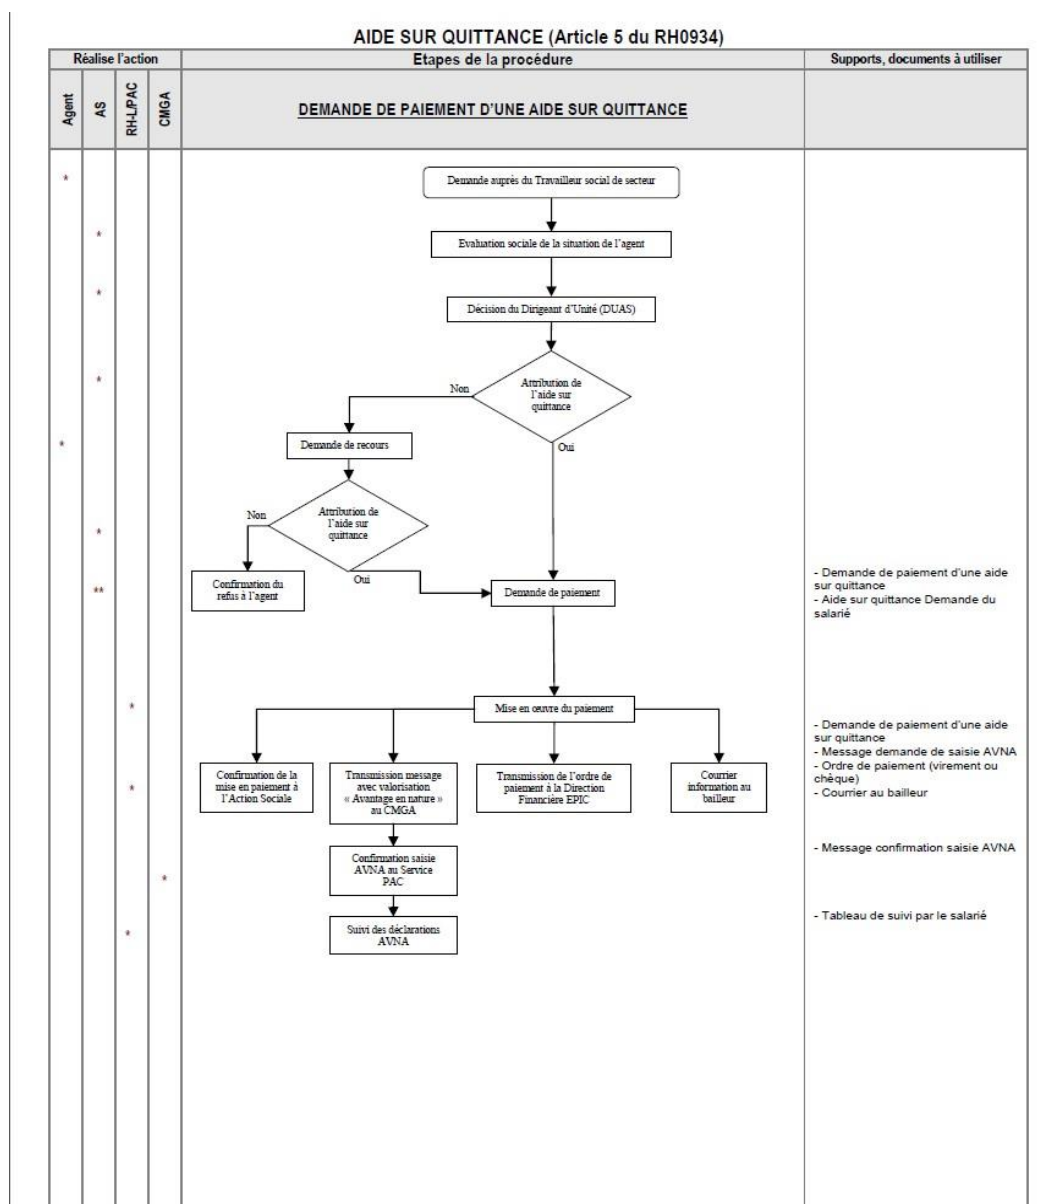 AIDE SUR QUITTANCE (Article 5 du RH0934)
Réalise l'action
Etapes de la procédure
Supports, documents à utiliser
Agent
AS
RH-L/PAC
CMGA
DEMANDE DE PAIEMENT D'UNE AIDE SUR QUITTANCE
*
Demande auprès du Travailleur social de secteur
*
Evaluation sociale de la situation de l'agent
*
Décision du Dirigeant d'Unité (DUAS)
*
Non
Attribution de
l'aide sur
quittance
Oui
*
Demande de recours
*
Non
Attribution de
l'aide sur
quittance
Oui
**
Confirmation du
refus à l'agent
Demande de paiement
- Demande de paiement d'une aide
sur quittance
- Aide sur quittance Demande du
salarié
*
Mise en œuvre du paiement
- Demande de paiement d'une aide
sur quittance
- Message demande de saisie AVNA
- Ordre de paiement (virement ou
chèque)
- Courrier au bailleur
*
Confirmation de la
mise en paiement à
l'Action Sociale
Transmission message
avec valorisation
« Avantage en nature »
au CMGA
Transmission de l'ordre de
paiement à la Direction
Financière EPIC
Courrier
information au
bailleur
*
Confirmation saisie
AVNA au Service
PAC
- Message confirmation saisie AVNA
*
Suivi des déclarations
AVNA
- Tableau de suivi par le salarié